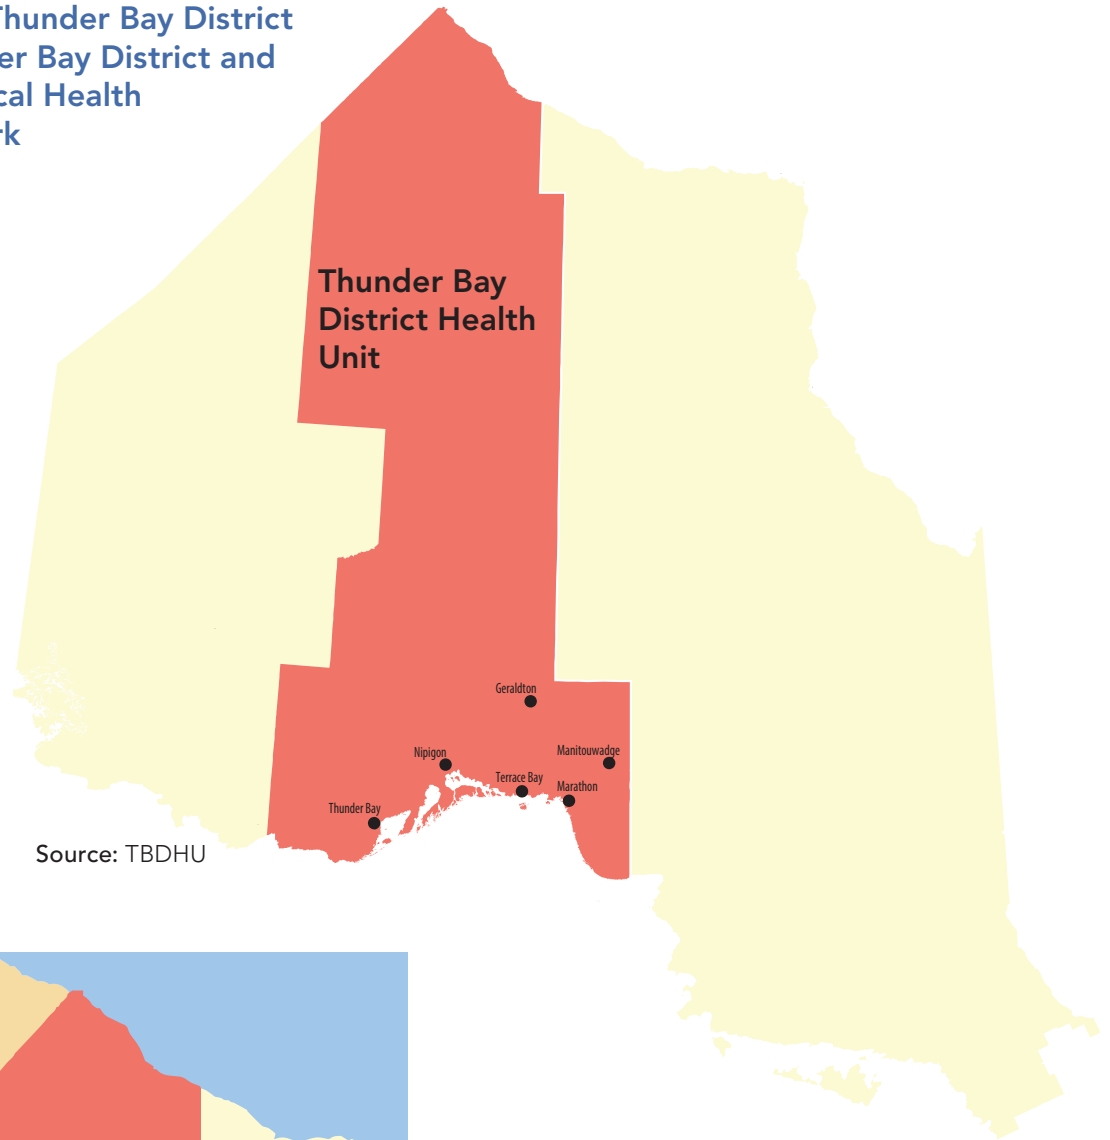 Thunder Bay District
er Bay District and
cal Health
rk
Thunder Bay
District Health
Unit
Geraldton
Nipigon
Manitouwadge
Terrace Bay
Marathon
Thunder Bay
Source: TBDHU